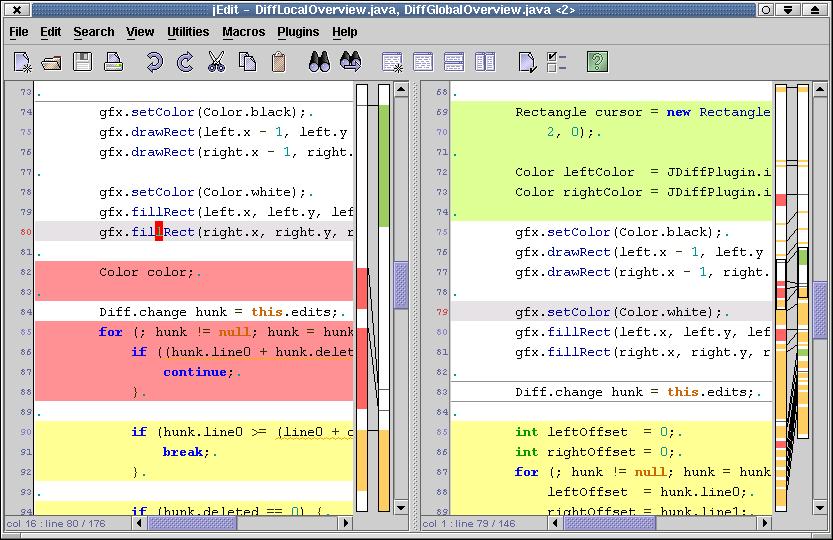 jEdit - DiffLocalOverview.java, DiffGlobalOverview.java <2>
File Edit Search View Utilities Macros Plugins Help
73 .
74 gfx.setColor(Color.black);.
75 gfx.drawRect(left.x - 1, left.y
76 gfx.drawRect(right.x - 1, right.
77 .
78 gfx.setColor(Color.white);.
79 gfx.fillRect(left.x, left.y, lef
80 gfx.fillRect(right.x, right.y, r
81 .
82 Color color;.
83 .
84 Diff.change hunk = this.edits;.
85 for (; hunk != null; hunk = hunk
86 if ((hunk.line0 + hunk.delet
87 continue;.
88 }.
89 .
90 if (hunk.line0 >= (line0 + c
91 break;.
92 }.
93 .
94 if (hunk.deleted == 0) {.
col 16 : line 80 / 176
68 .
69 Rectangle cursor = new Rectangle
70 2, 0);.
71 .
72 Color leftColor = JDiffPlugin.i
73 Color rightColor = JDiffPlugin.i
74 .
75 gfx.setColor(Color.black);.
76 gfx.drawRect(left.x - 1, left.y
77 gfx.drawRect(right.x - 1, right.
78 .
79 gfx.setColor(Color.white);.
80 gfx.fillRect(left.x, left.y, lef
81 gfx.fillRect(right.x, right.y, r
82 .
83 Diff.change hunk = this.edits;.
84 .
85 int leftOffset = 0;.
86 int rightOffset = 0;.
87 for (; hunk != null; hunk = hunk
88 leftOffset = hunk.line0;.
89 rightOffset = hunk.line1;.
col 1 : line 79 / 146